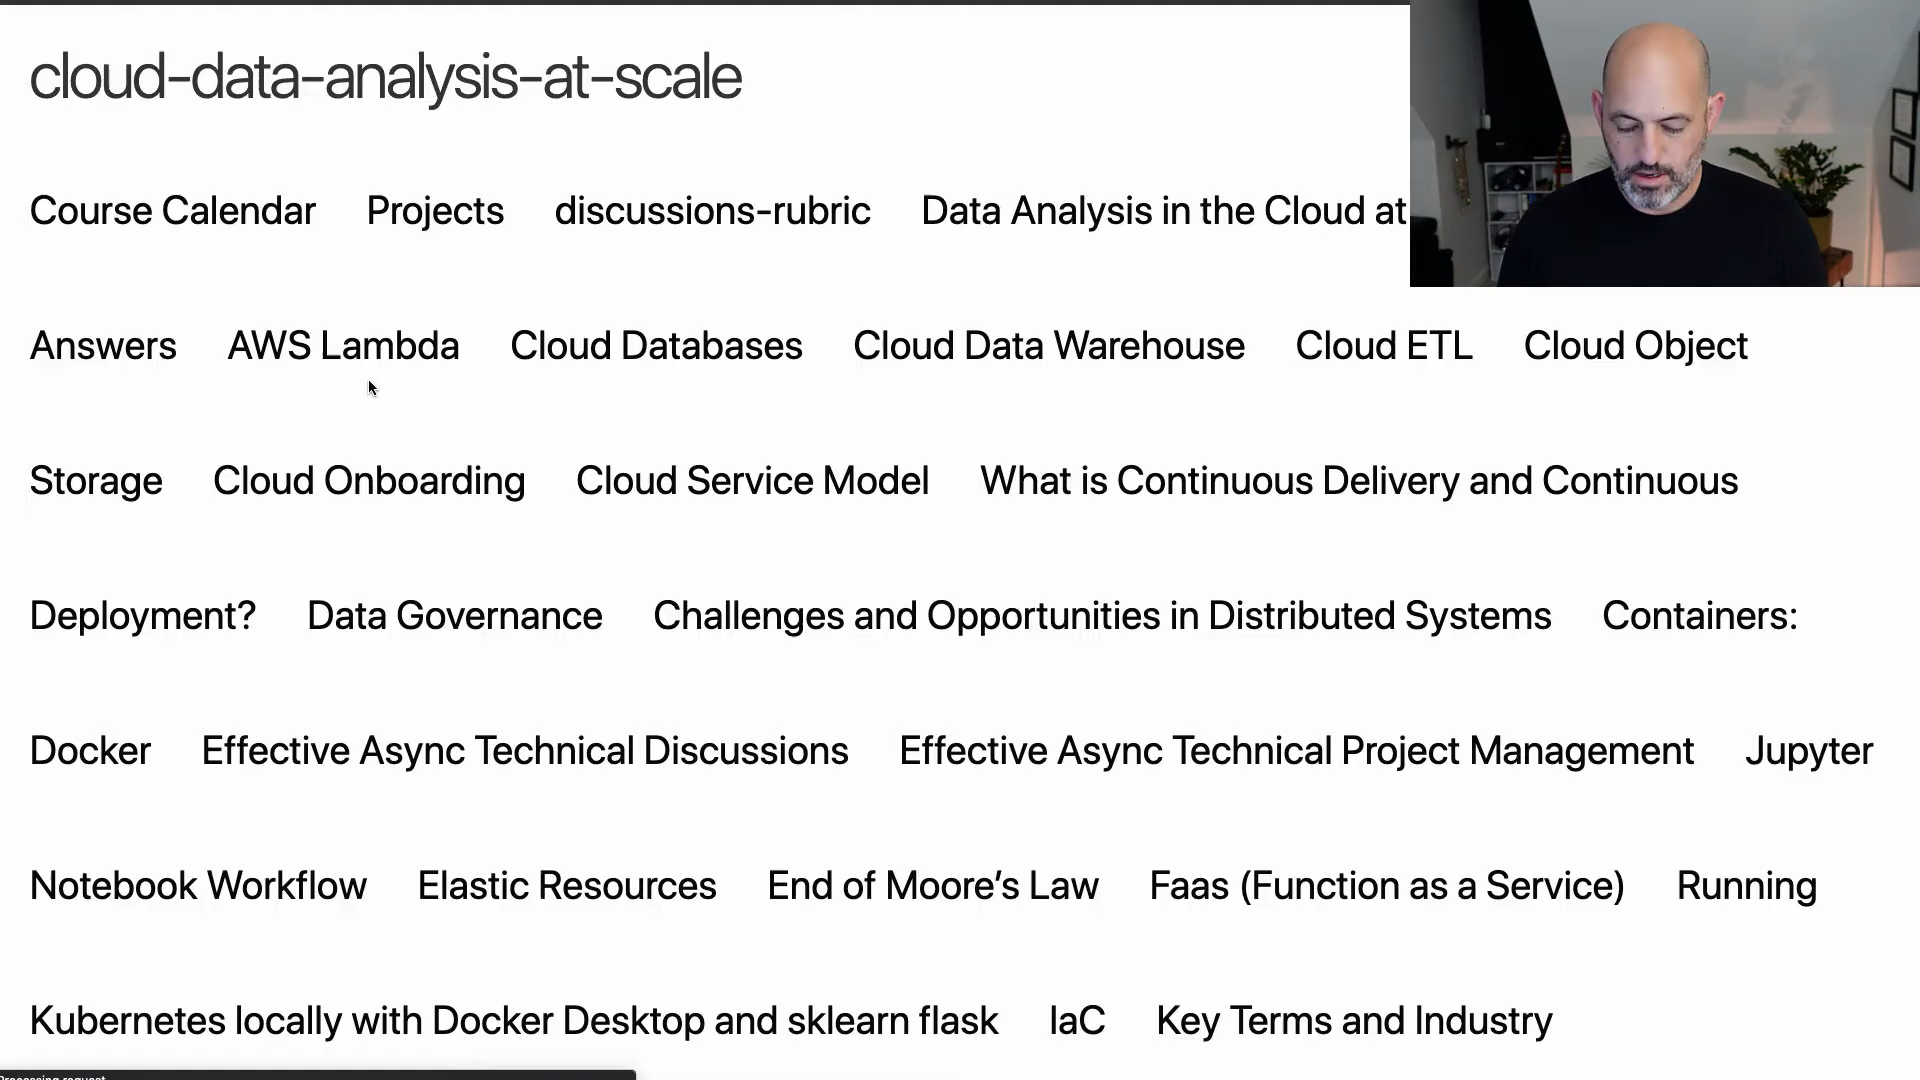 cloud-data-analysis-at-scale
Course Calendar Projects discussions-rubric Data Analysis in the Cloud at
Answers AWS Lambda Cloud Databases Cloud Data Warehouse Cloud ETL Cloud Object
Storage Cloud Onboarding Cloud Service Model What is Continuous Delivery and Continuous
Deployment? Data Governance Challenges and Opportunities in Distributed Systems Containers:
Docker Effective Async Technical Discussions Effective Async Technical Project Management Jupyter
Notebook Workflow Elastic Resources End of Moore’s Law Faas (Function as a Service) Running
Kubernetes locally with Docker Desktop and sklearn flask IaC Key Terms and Industry
Processing request